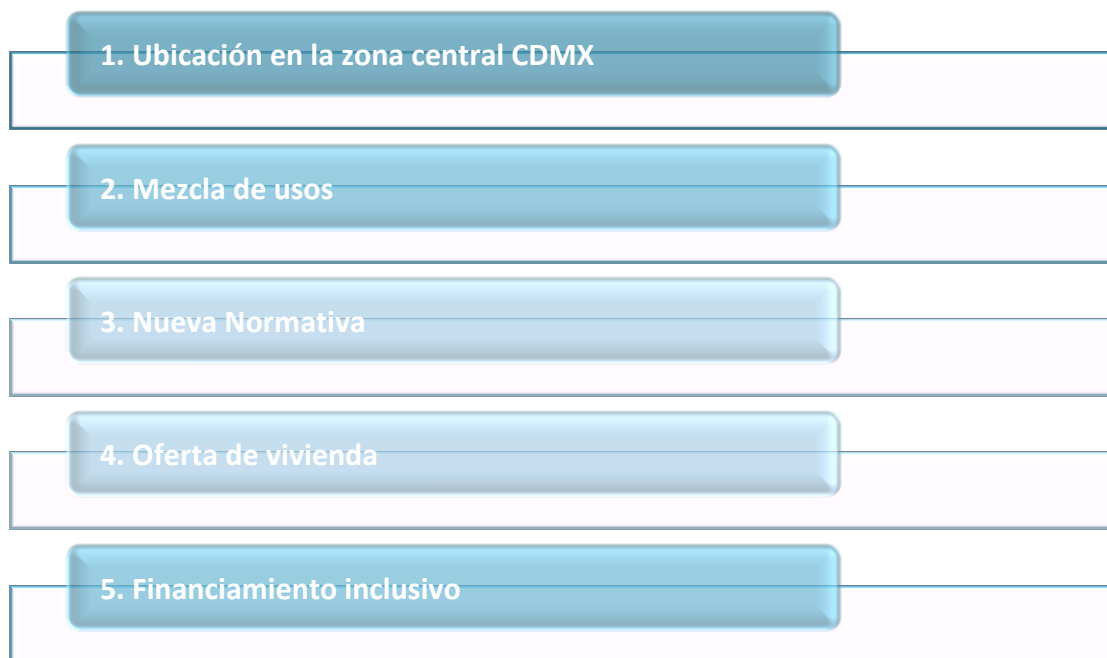 1. Ubicación en la zona central CDMX
2. Mezcla de usos
3. Nueva Normativa
4. Oferta de vivienda
5. Financiamiento inclusivo